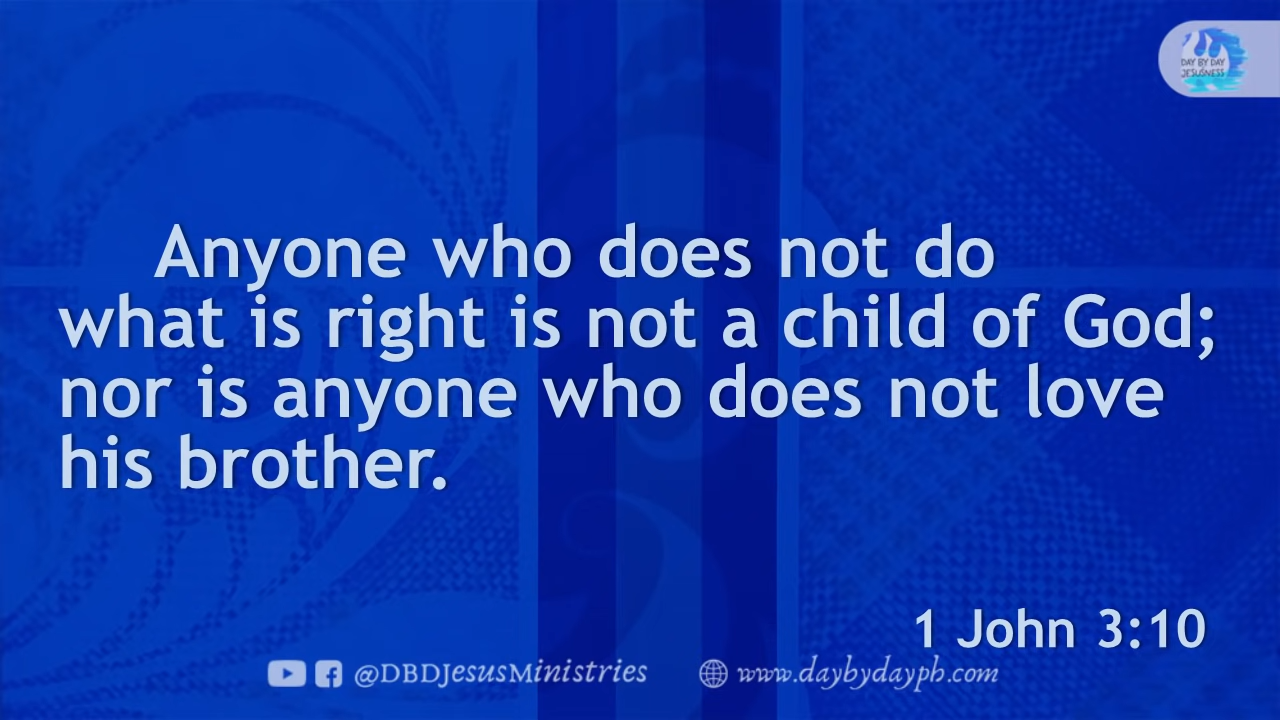 DAY BY DAY
JESUSNESS
Anyone who does not do
what is right is not a child of God;
nor is anyone who does not love
his brother.
1 John 3:10
@DBDJesusMinistries www.daybydayph.com